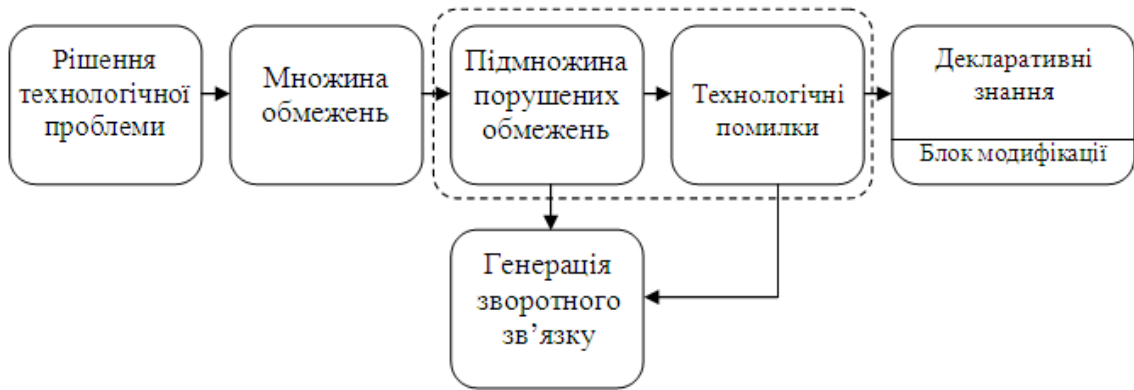 Рішення
технологічної
проблеми
Множина
обмежень
Підмножина
порушених
обмежень
Технологічні
помилки
Декларативні
знання
Блок модифікації
Генерація
зворотного
зв’язку